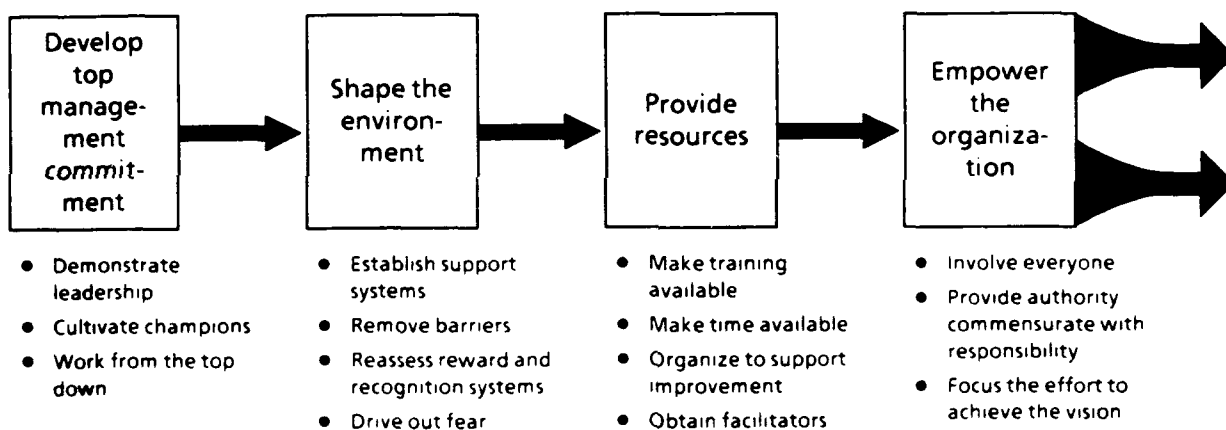 Develop
top
manage-
ment
commit-
ment
Shape the
environ-
ment
Provide
resources
Empower
the
organiza-
tion
● Demonstrate
leadership
● Cultivate champions
● Work from the top
down
● Establish support
systems
● Remove barriers
● Reassess reward and
recognition systems
● Drive out fear
● Make training
available
● Make time available
● Organize to support
improvement
● Obtain facilitators
● Involve everyone
● Provide authority
commensurate with
responsibility
● Focus the effort to
achieve the vision